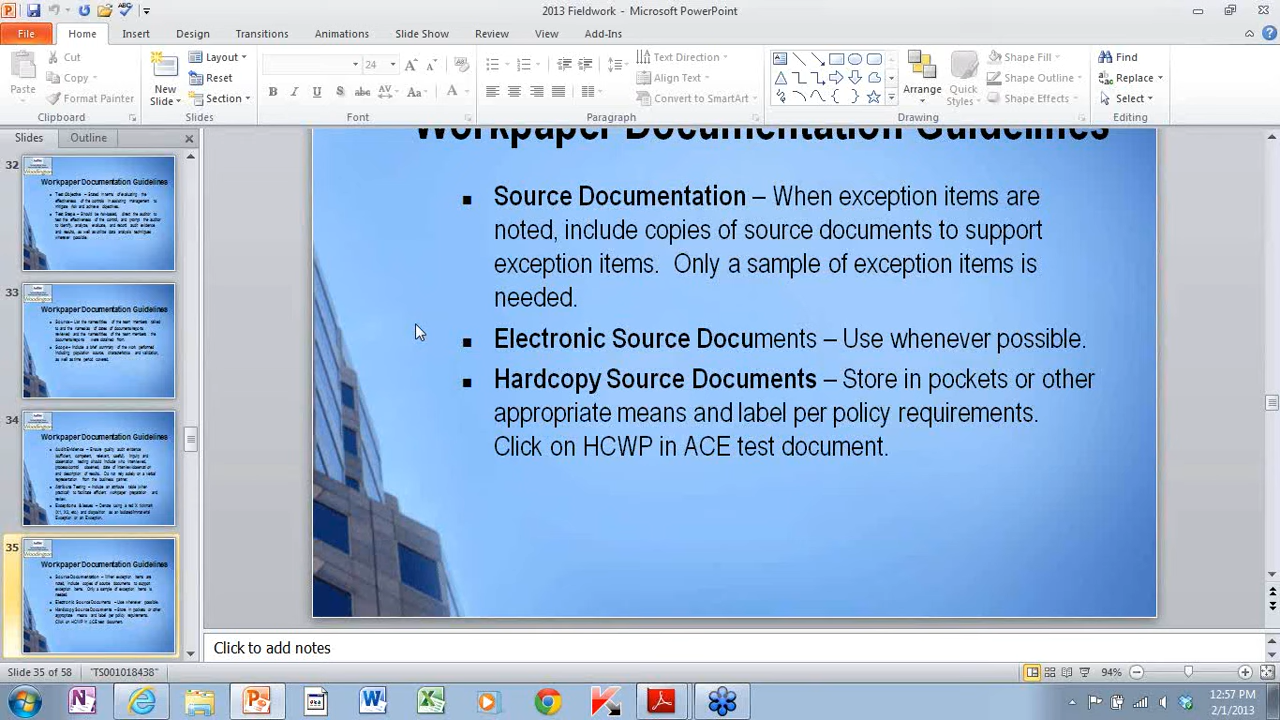 2013 Fieldwork - Microsoft PowerPoint
File Home Insert Design Transitions Animations Slide Show Review View Add-Ins
Cut Layout 24 Text Direction Shape Fill Find
Paste Copy New Slide Reset Align Text Arrange Quick Styles Shape Outline Replace
Format Painter Section B I U S abc AV Aa A Convert to SmartArt Shape Effects Select
Clipboard Slides Font Paragraph Drawing Editing
Slides Outline
32
Workpaper Documentation Guidelines
33
Workpaper Documentation Guidelines
34
Workpaper Documentation Guidelines
35
Workpaper Documentation Guidelines
Workpaper Documentation Guidelines
Source Documentation – When exception items are
noted, include copies of source documents to support
exception items. Only a sample of exception items is
needed.
Electronic Source Documents – Use whenever possible.
Hardcopy Source Documents – Store in pockets or other
appropriate means and label per policy requirements.
Click on HCWP in ACE test document.
Click to add notes
Slide 35 of 58 "TS001018438" 94%
12:57 PM
2/1/2013